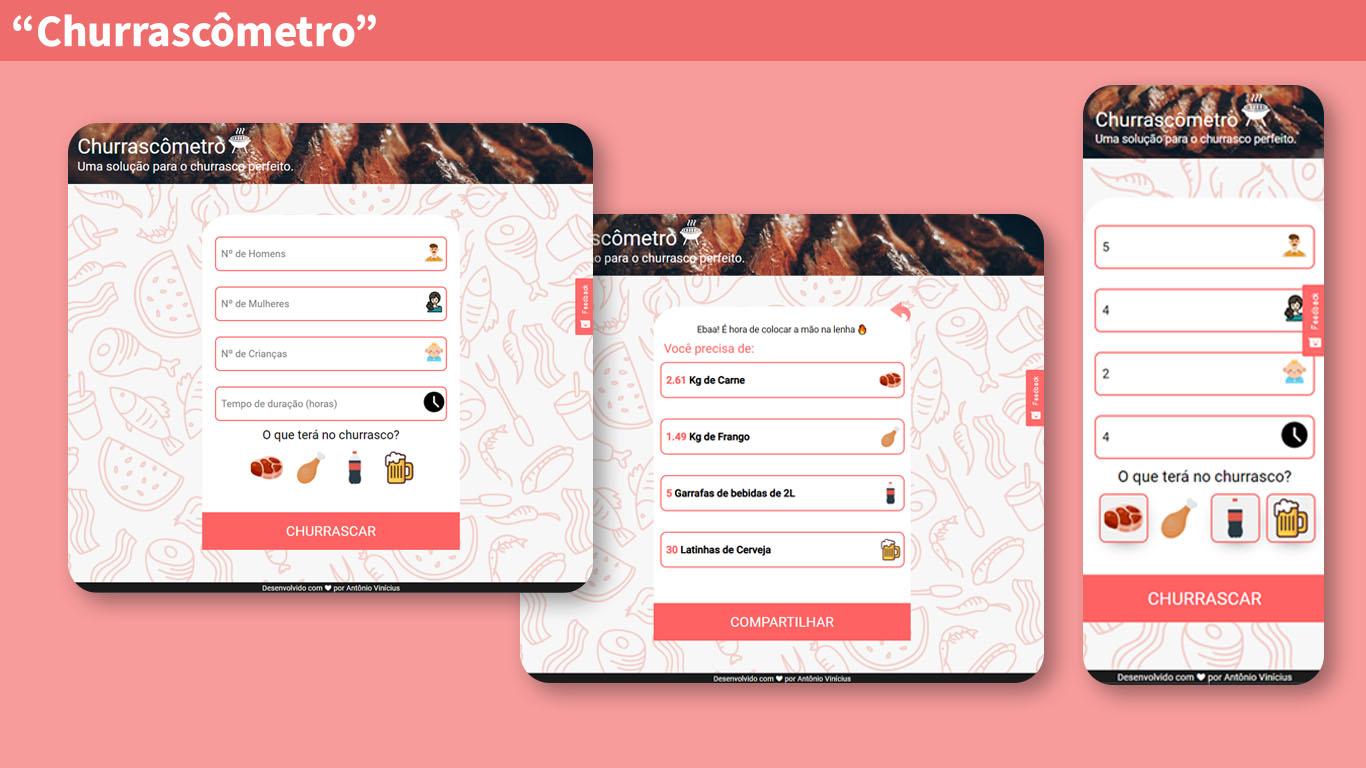 “Churrascômetro”
Churrascômetro
Uma solução para o churrasco perfeito.
Nº de Homens
Nº de Mulheres
Nº de Crianças
Tempo de duração (horas)
O que terá no churrasco?
CHURRASCAR
Feedback
Desenvolvido com ❤ por Antônio Vinícius
scômetro
o para o churrasco perfeito.
Ebaa! É hora de colocar a mão na lenha 🔥
Você precisa de:
2.61 Kg de Carne
1.49 Kg de Frango
5 Garrafas de bebidas de 2L
30 Latinhas de Cerveja
COMPARTILHAR
Feedback
Desenvolvido com ❤ por Antônio Vinícius
Churrascômetro
Uma solução para o churrasco perfeito.
5
4
2
4
Feedback
O que terá no churrasco?
CHURRASCAR
Desenvolvido com ❤ por Antônio Vinícius